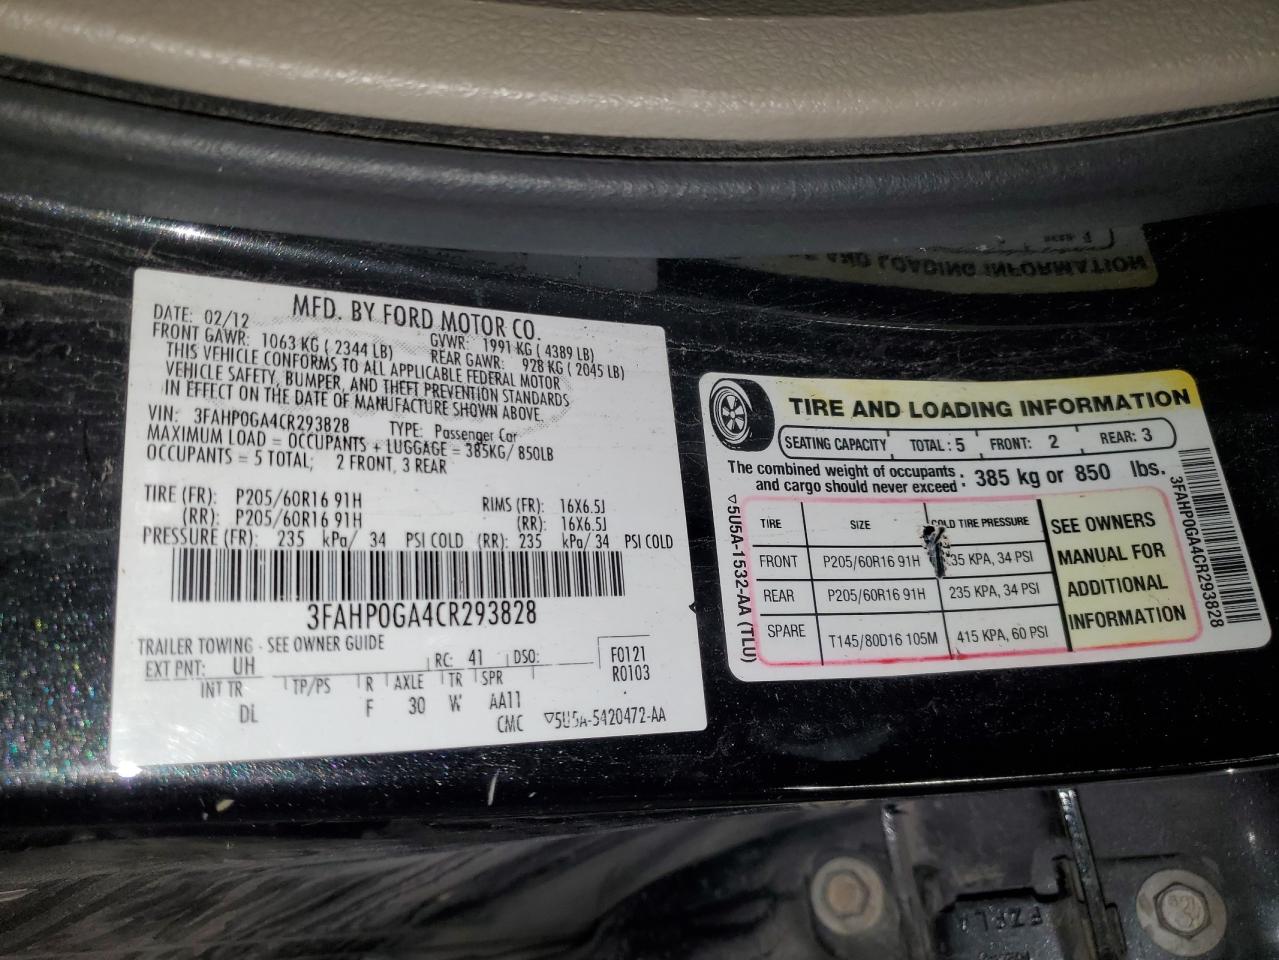 MFD. BY FORD MOTOR CO.
DATE: 02/12 GVWR: 1991 KG ( 4389 LB)
FRONT GAWR: 1063 KG ( 2344 LB) REAR GAWR: 928 KG ( 2045 LB)
THIS VEHICLE CONFORMS TO ALL APPLICABLE FEDERAL MOTOR
VEHICLE SAFETY, BUMPER, AND THEFT PREVENTION STANDARDS
IN EFFECT ON THE DATE OF MANUFACTURE SHOWN ABOVE.
VIN: 3FAHP0GA4CR293828 TYPE: Passenger Car
MAXIMUM LOAD = OCCUPANTS + LUGGAGE = 385KG/ 850LB
OCCUPANTS = 5 TOTAL; 2 FRONT, 3 REAR
TIRE (FR): P205/60R16 91H RIMS (FR): 16X6.5J
(RR): P205/60R16 91H (RR): 16X6.5J
PRESSURE (FR): 235 kPa/ 34 PSI COLD (RR): 235 kPa/ 34 PSI COLD
3FAHP0GA4CR293828
TRAILER TOWING - SEE OWNER GUIDE
EXT PNT: UH RC: 41 DSO: F0121
INT TR TP/PS R AXLE TR SPR R0103
DL F 30 W AA11
CMC ▽5U5A-5420472-AA
TIRE AND LOADING INFORMATION
SEATING CAPACITY TOTAL: 5 FRONT: 2 REAR: 3
The combined weight of occupants
and cargo should never exceed : 385 kg or 850 lbs.
TIRE SIZE COLD TIRE PRESSURE
FRONT P205/60R16 91H 35 KPA, 34 PSI
REAR P205/60R16 91H 235 KPA, 34 PSI
SPARE T145/80D16 105M 415 KPA, 60 PSI
SEE OWNERS
MANUAL FOR
ADDITIONAL
INFORMATION
▽5U5A-1532-AA (TLU)
3FAHP0GA4CR293828